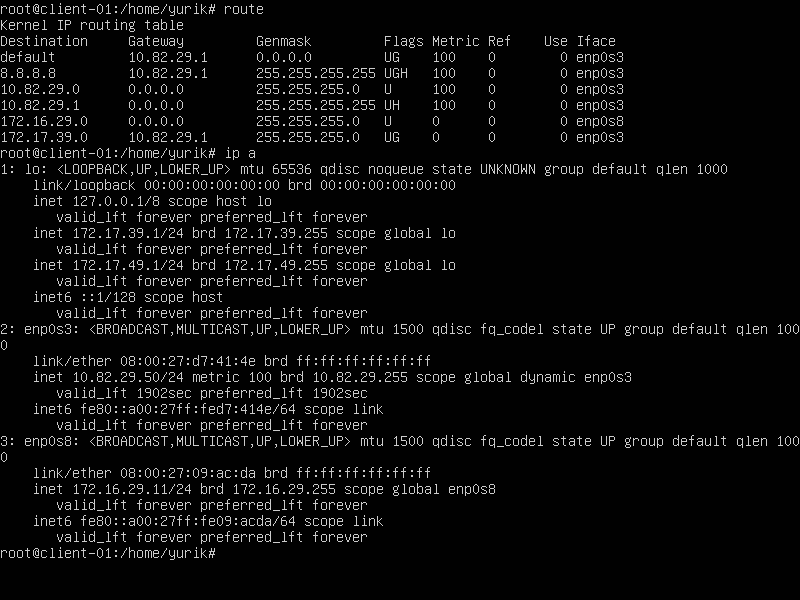 root@client-01:/home/yurik# route
Kernel IP routing table
Destination     Gateway         Genmask         Flags Metric Ref    Use Iface
default         10.82.29.1      0.0.0.0         UG    100    0        0 enp0s3
8.8.8.8         10.82.29.1      255.255.255.255 UGH   100    0        0 enp0s3
10.82.29.0      0.0.0.0         255.255.255.0   U     100    0        0 enp0s3
10.82.29.1      0.0.0.0         255.255.255.255 UH    100    0        0 enp0s3
172.16.29.0     0.0.0.0         255.255.255.0   U     0      0        0 enp0s8
172.17.39.0     10.82.29.1      255.255.255.0   UG    0      0        0 enp0s3
root@client-01:/home/yurik# ip a
1: lo: <LOOPBACK,UP,LOWER_UP> mtu 65536 qdisc noqueue state UNKNOWN group default qlen 1000
    link/loopback 00:00:00:00:00:00 brd 00:00:00:00:00:00
    inet 127.0.0.1/8 scope host lo
       valid_lft forever preferred_lft forever
    inet 172.17.39.1/24 brd 172.17.39.255 scope global lo
       valid_lft forever preferred_lft forever
    inet 172.17.49.1/24 brd 172.17.49.255 scope global lo
       valid_lft forever preferred_lft forever
    inet6 ::1/128 scope host
       valid_lft forever preferred_lft forever
2: enp0s3: <BROADCAST,MULTICAST,UP,LOWER_UP> mtu 1500 qdisc fq_codel state UP group default qlen 100
0
    link/ether 08:00:27:d7:41:4e brd ff:ff:ff:ff:ff:ff
    inet 10.82.29.50/24 metric 100 brd 10.82.29.255 scope global dynamic enp0s3
       valid_lft 1902sec preferred_lft 1902sec
    inet6 fe80::a00:27ff:fed7:414e/64 scope link
       valid_lft forever preferred_lft forever
3: enp0s8: <BROADCAST,MULTICAST,UP,LOWER_UP> mtu 1500 qdisc fq_codel state UP group default qlen 100
0
    link/ether 08:00:27:09:ac:da brd ff:ff:ff:ff:ff:ff
    inet 172.16.29.11/24 brd 172.16.29.255 scope global enp0s8
       valid_lft forever preferred_lft forever
    inet6 fe80::a00:27ff:fe09:acda/64 scope link
       valid_lft forever preferred_lft forever
root@client-01:/home/yurik#